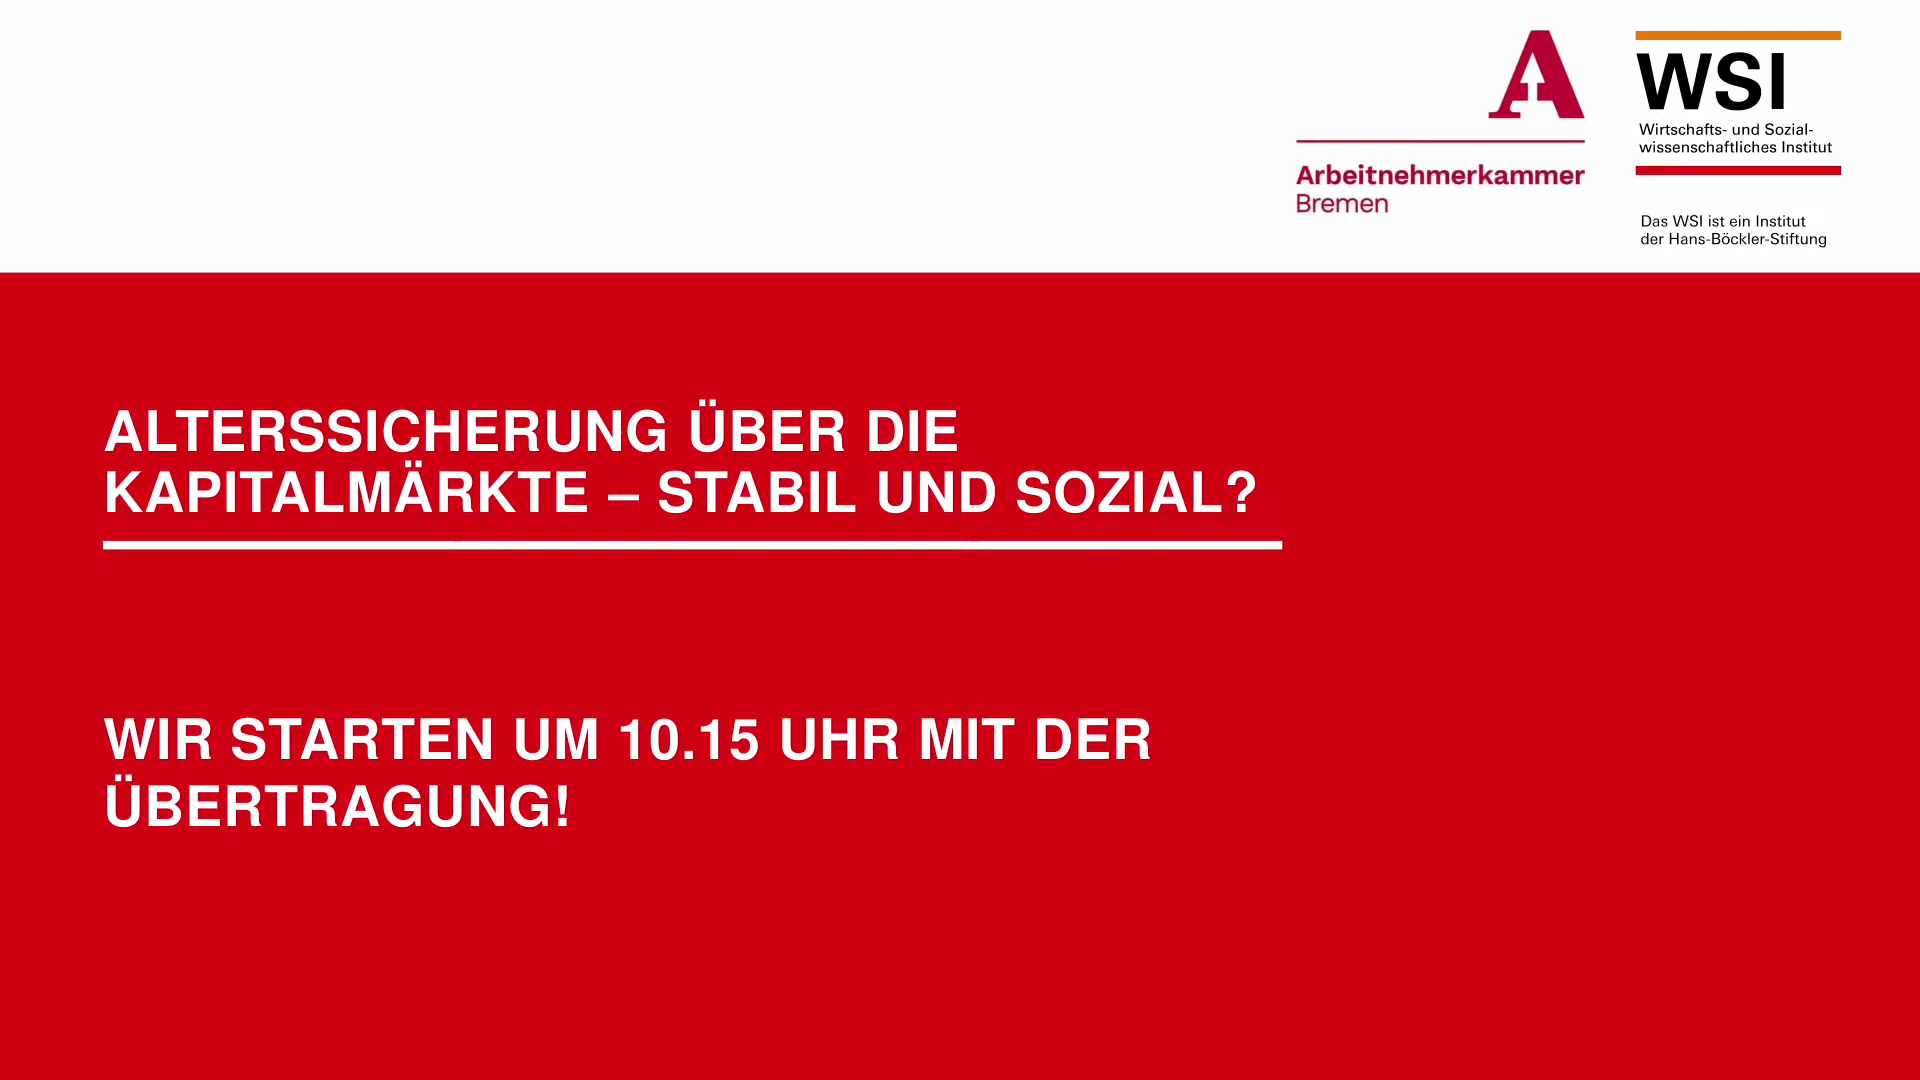 A
Arbeitnehmerkammer
Bremen
WSI
Wirtschafts- und Sozial-
wissenschaftliches Institut
Das WSI ist ein Institut
der Hans-Böckler-Stiftung
ALTERSSICHERUNG ÜBER DIE
KAPITALMÄRKTE – STABIL UND SOZIAL?
WIR STARTEN UM 10.15 UHR MIT DER
ÜBERTRAGUNG!